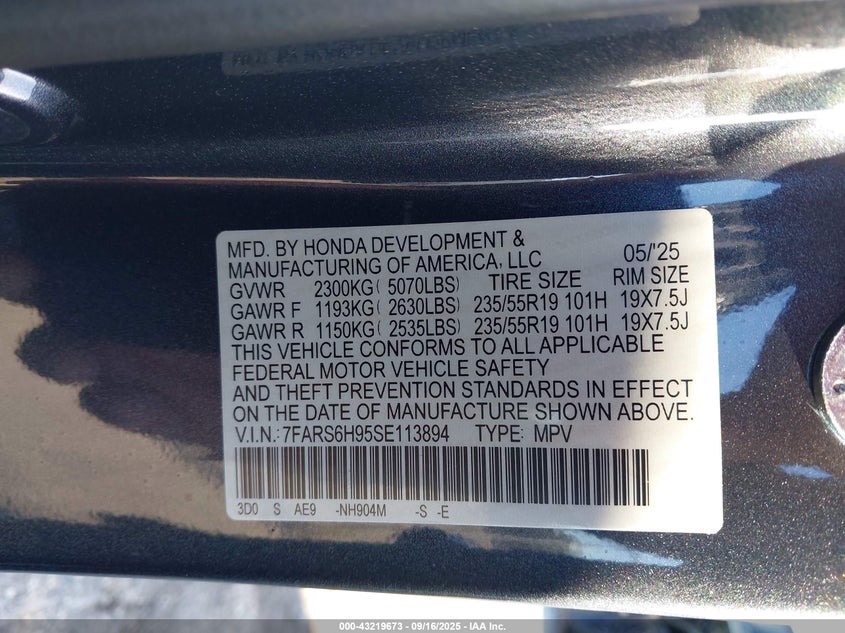 MFD. BY HONDA DEVELOPMENT &
MANUFACTURING OF AMERICA, LLC 05/'25
GVWR 2300KG( 5070LBS) TIRE SIZE RIM SIZE
GAWR F 1193KG( 2630LBS) 235/55R19 101H 19X7.5J
GAWR R 1150KG( 2535LBS) 235/55R19 101H 19X7.5J
THIS VEHICLE CONFORMS TO ALL APPLICABLE
FEDERAL MOTOR VEHICLE SAFETY
AND THEFT PREVENTION STANDARDS IN EFFECT
ON THE DATE OF MANUFACTURE SHOWN ABOVE.
V.I.N.: 7FARS6H95SE113894 TYPE: MPV
3D0 S AE9 -NH904M -S -E
000-43219673 - 09/16/2025 - IAA Inc.